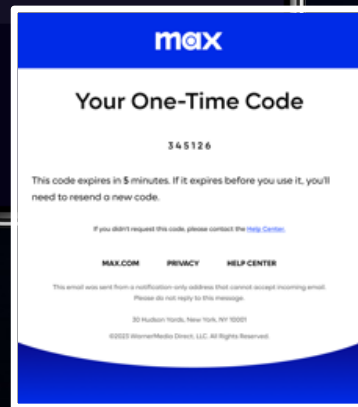 max
Your One-Time Code
345126
This code expires in 5 minutes. If it expires before you use it, you'll
need to resend a new code.
If you didn't request this code, please contact the Help Center.
MAX.COM PRIVACY HELP CENTER
This email was sent from a notification-only address that cannot accept incoming email.
Please do not reply to this message.
30 Hudson Yards, New York, NY 10001
©2023 WarnerMedia Direct, LLC. All Rights Reserved.